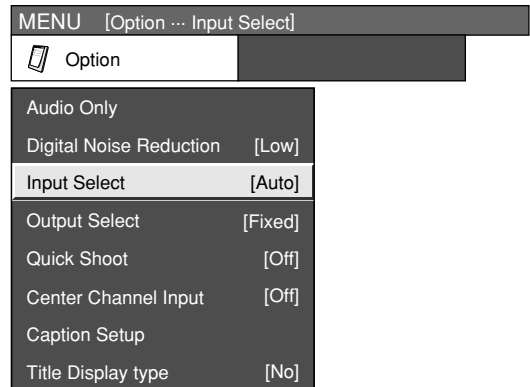 MENU [Option ··· Input Select]
Option
Audio Only
Digital Noise Reduction [Low]
Input Select [Auto]
Output Select [Fixed]
Quick Shoot [Off]
Center Channel Input [Off]
Caption Setup
Title Display type [No]